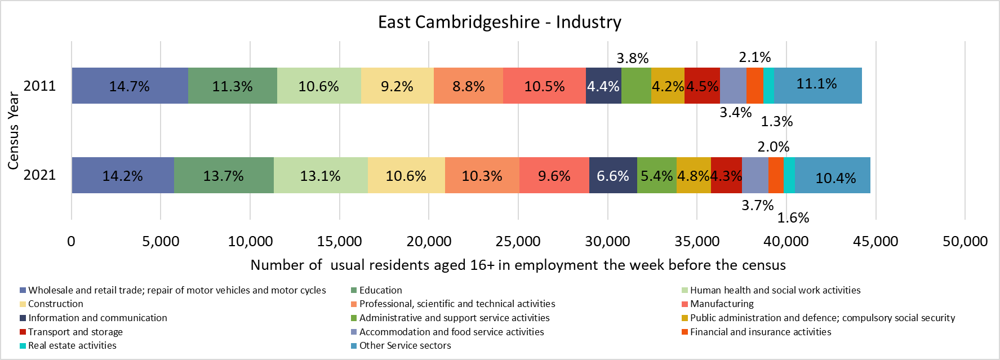 East Cambridgeshire - Industry
Census Year
2011
14.7% 11.3% 10.6% 9.2% 8.8% 10.5% 4.4% 3.8% 4.2% 4.5% 3.4% 2.1% 1.3% 11.1%
2021
14.2% 13.7% 13.1% 10.6% 10.3% 9.6% 6.6% 5.4% 4.8% 4.3% 3.7% 2.0% 1.6% 10.4%
0 5,000 10,000 15,000 20,000 25,000 30,000 35,000 40,000 45,000 50,000
Number of usual residents aged 16+ in employment the week before the census
Wholesale and retail trade; repair of motor vehicles and motor cycles Education Human health and social work activities
Construction Professional, scientific and technical activities Manufacturing
Information and communication Administrative and support service activities Public administration and defence; compulsory social security
Transport and storage Accommodation and food service activities Financial and insurance activities
Real estate activities Other Service sectors